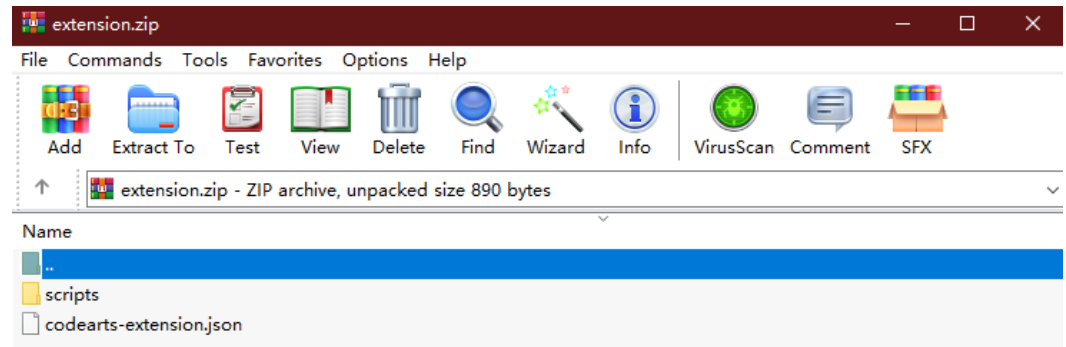 extension.zip
File Commands Tools Favorites Options Help
Add Extract To Test View Delete Find Wizard Info VirusScan Comment SFX
extension.zip - ZIP archive, unpacked size 890 bytes
Name
..
scripts
codearts-extension.json